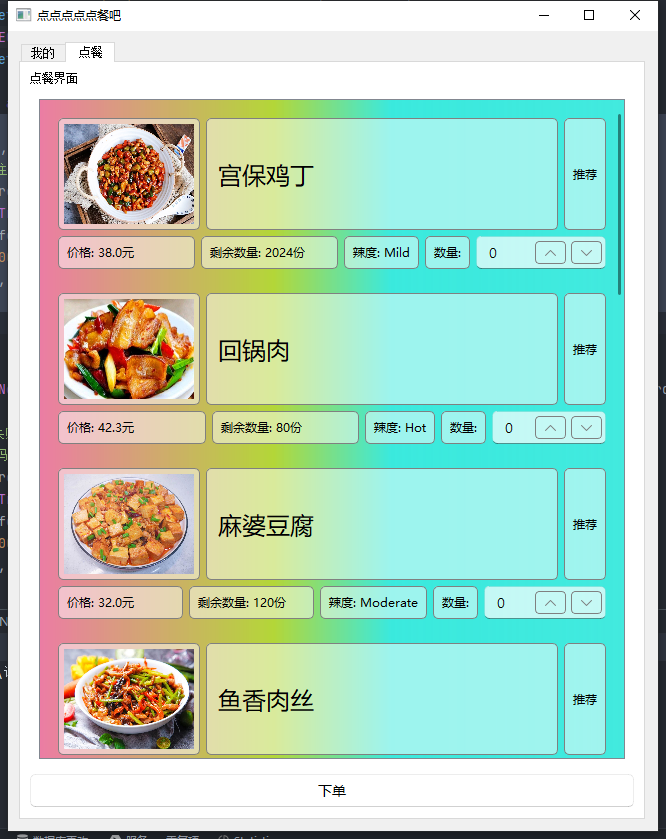 点点点点点餐吧
我的 点餐
点餐界面
宫保鸡丁 推荐
价格: 38.0元 剩余数量: 2024份 辣度: Mild 数量: 0
回锅肉 推荐
价格: 42.3元 剩余数量: 80份 辣度: Hot 数量: 0
麻婆豆腐 推荐
价格: 32.0元 剩余数量: 120份 辣度: Moderate 数量: 0
鱼香肉丝 推荐
下单